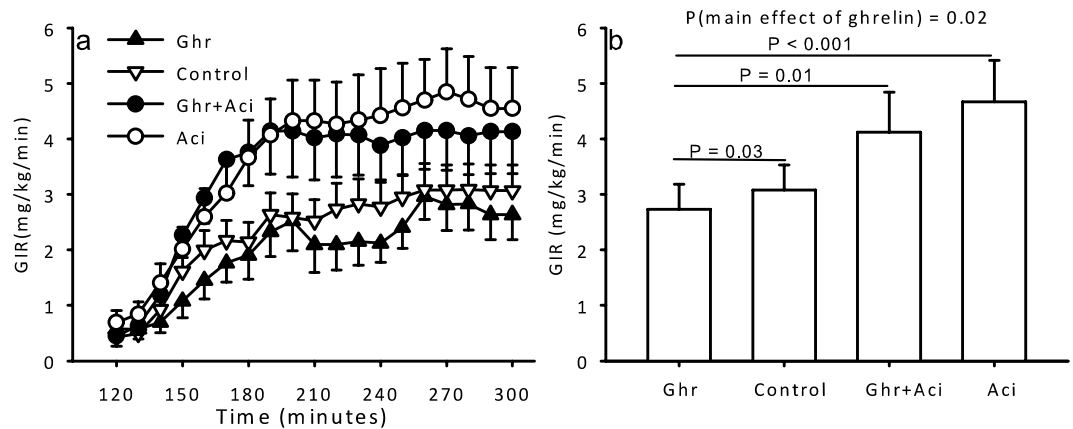 a
Ghr
Control
Ghr+Aci
Aci
GIR(mg/kg/min)
6
5
4
3
2
1
0
120 150 180 210 240 270 300
Time (minutes)
b
P(main effect of ghrelin) = 0.02
P < 0.001
P = 0.01
P = 0.03
GIR (mg/kg/min)
6
5
4
3
2
1
0
Ghr Control Ghr+Aci Aci